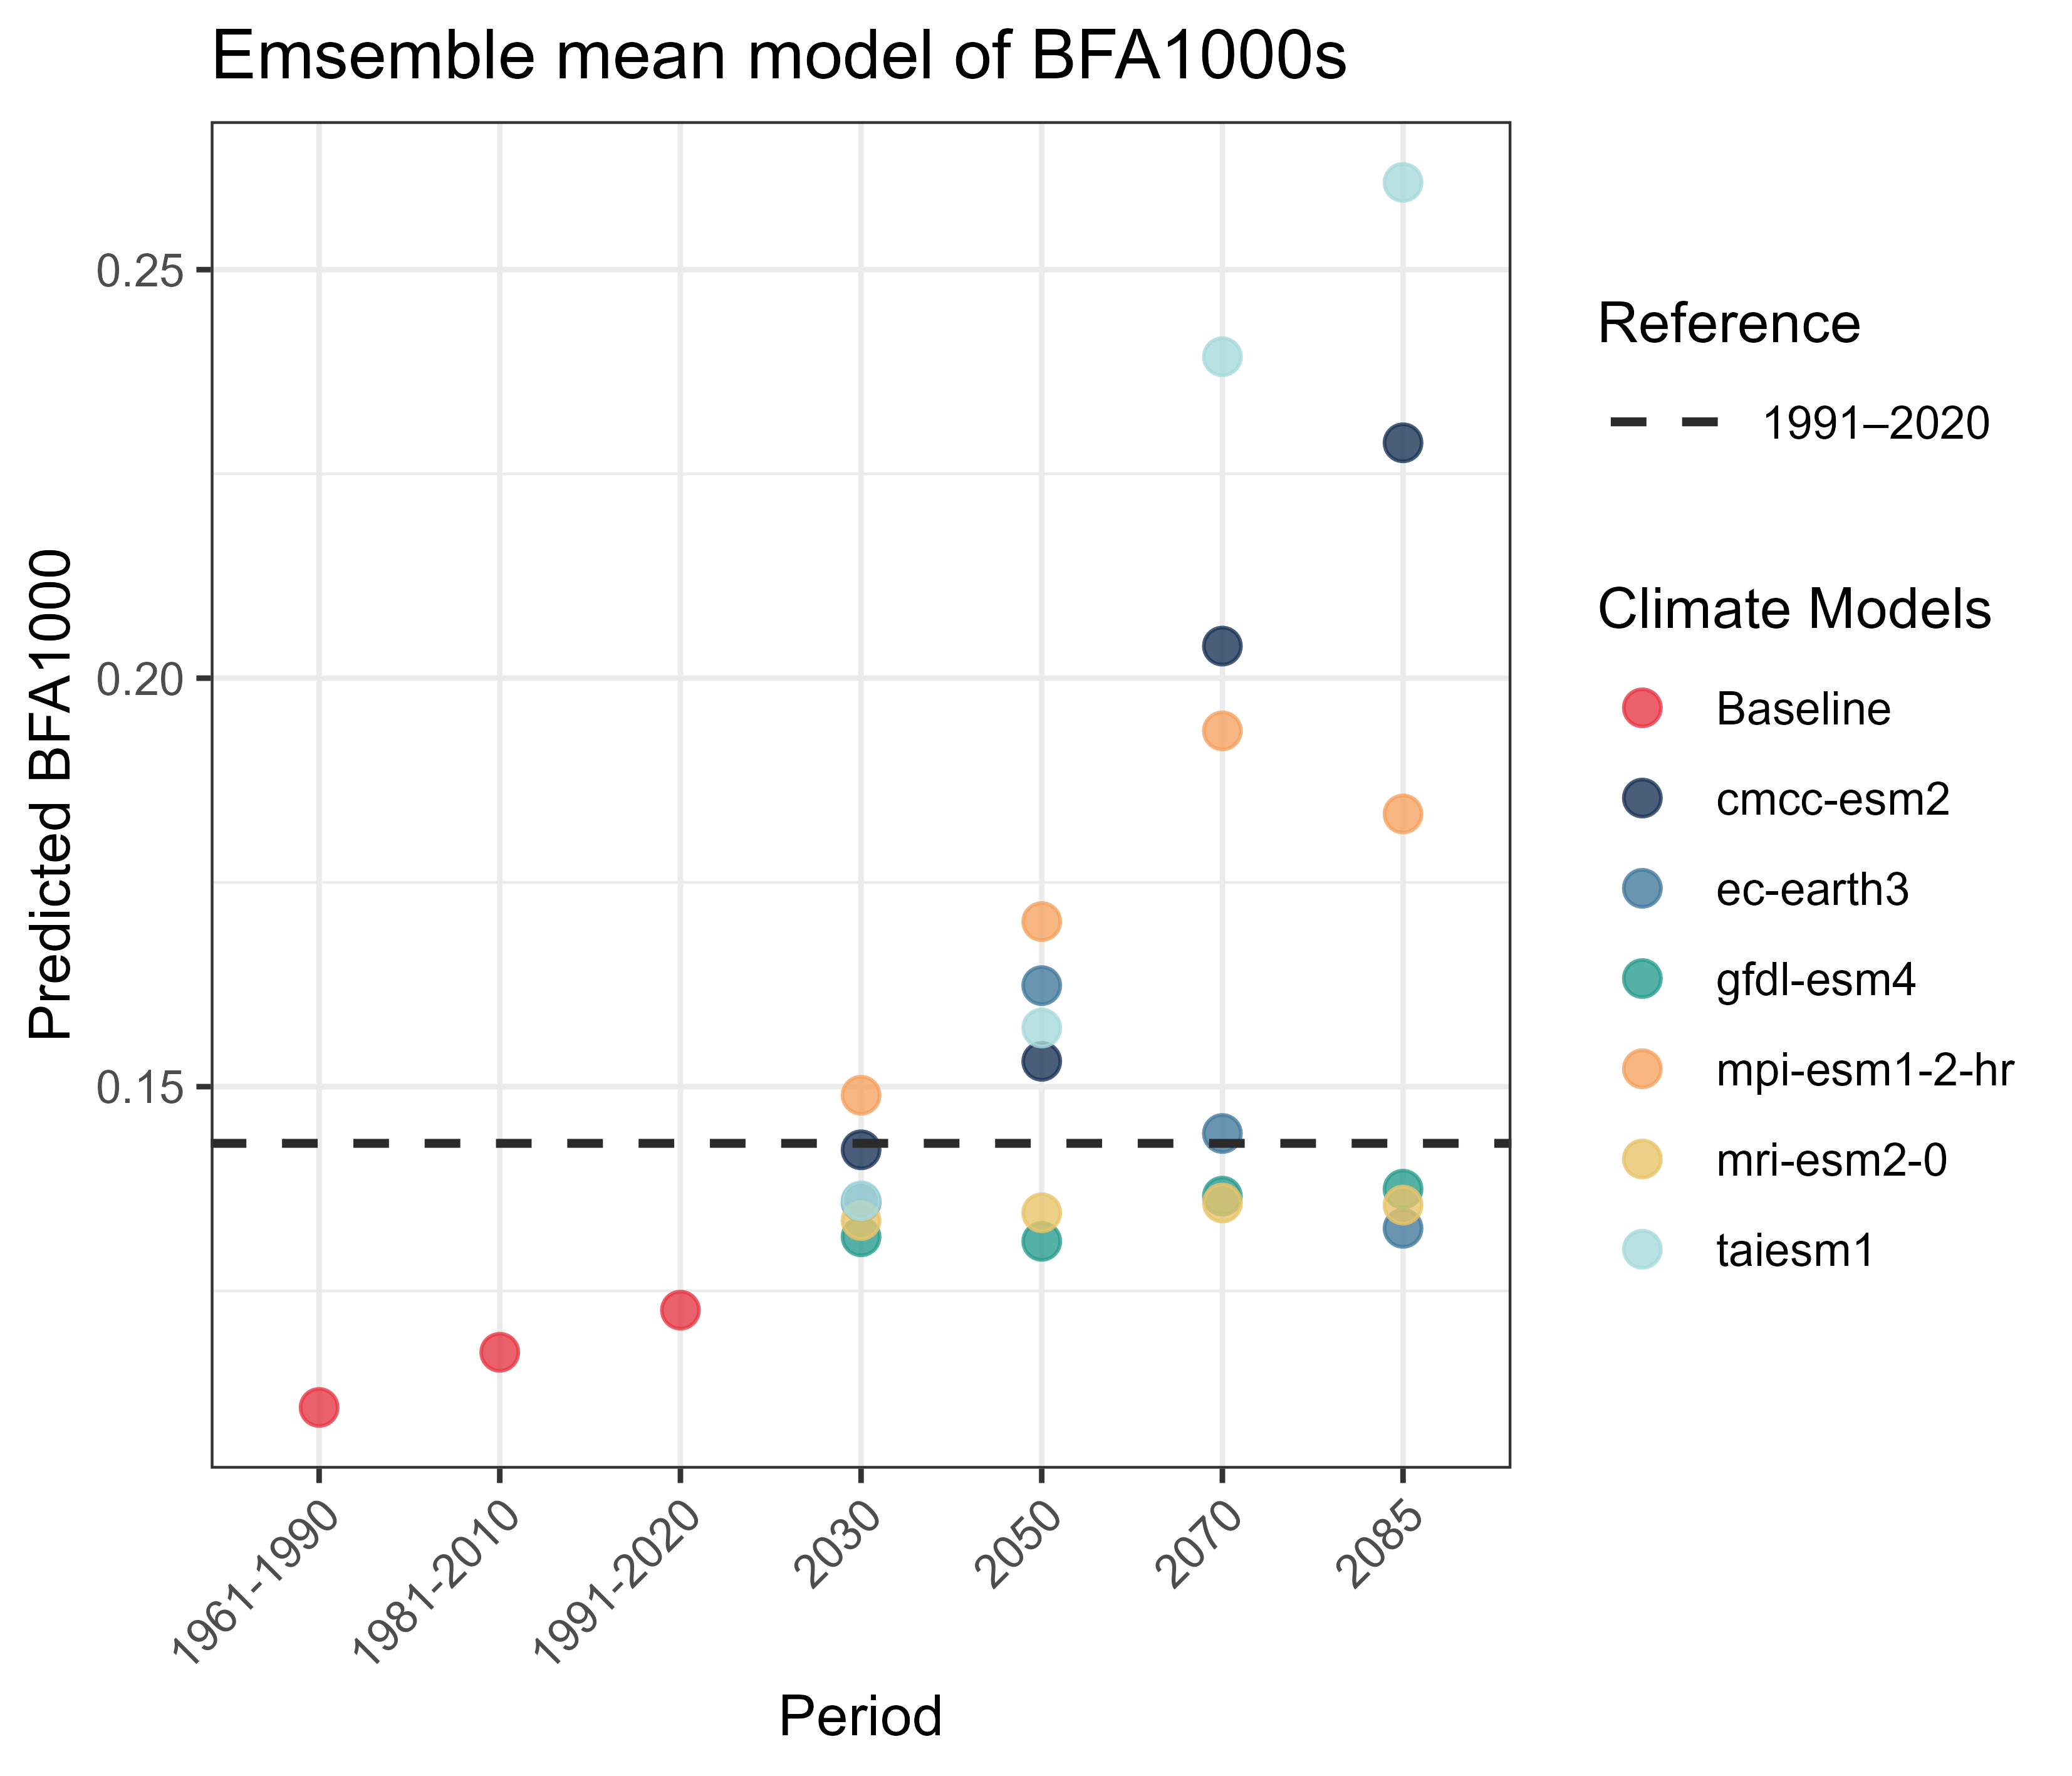 Emsemble mean model of BFA1000s
Predicted BFA1000
0.25
0.20
0.15
1961-1990
1981-2010
1991-2020
2030
2050
2070
2085
Period
Reference
1991–2020
Climate Models
Baseline
cmcc-esm2
ec-earth3
gfdl-esm4
mpi-esm1-2-hr
mri-esm2-0
taiesm1